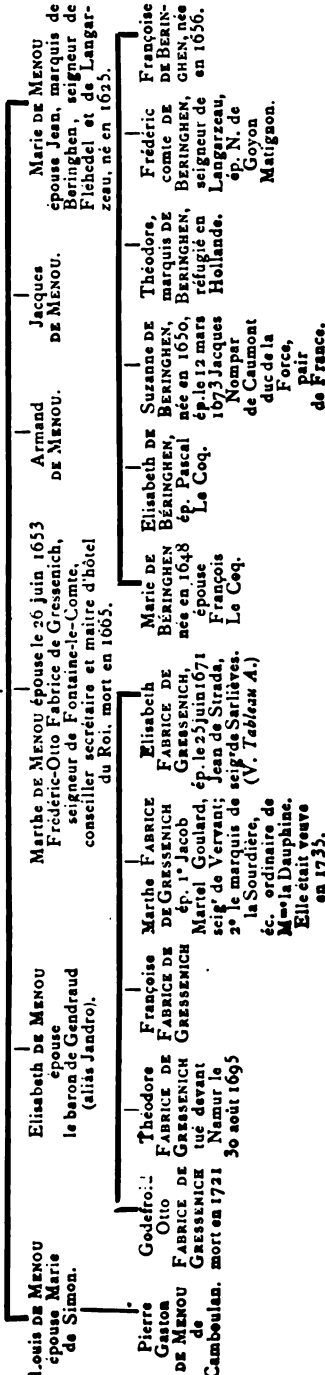 Louis DE MENOU
épouse Marie
de Simon.
Elisabeth DE MENOU
épouse
le baron de Gendraud
(aliàs Jandro).
Marthe DE MENOU épouse le 26 juin 1653
Frédéric-Otto Fabrice de Gressenich,
seigneur de Fontaine-le-Comte,
conseiller secrétaire et maitre d'hôtel
du Roi, mort en 1665.
Armand
DE MENOU.
Jacques
DE MENOU.
Marie DE MENOU
épouse Jean, marquis de
Beringhen, seigneur de
Fléhedel et de Langar-
zeau, né en 1625.
Pierre
Gaston
DE MENOU
de
Camboulan.
Godefroid
Otto
FABRICE DE
GRESSENICH
mort en 1721
Théodore
FABRICE DE
GRESSENICH
tué devant
Namur le
30 août 1695
Françoise
FABRICE DE
GRESSENICH
Marthe FABRICE
DE GRESSENICH
ép. 1° Jacob
Martel Goulard,
seigr de Vervant;
2° le marquis de
la Sourdière,
éc. ordinaire de
Mme la Dauphine.
Elle était veuve
en 1735.
Elisabeth
FABRICE DE
GRESSENICH,
ép. le 25 juin 1671
Jean de Strada,
seigr de Sarlièves.
(V. Tableau A.)
Marie DE
BÉRINGHEN
née en 1648
épouse
François
Le Coq.
Elisabeth DE
BÉRINGHEN,
ép. Pascal
Le Coq.
Suzanne DE
BERINGHEN,
née en 1650,
ép. le 12 mars
1673 Jacques
Nompar
de Caumont
duc de la
Force,
pair
de France.
Théodore,
marquis DE
BERINGHEN,
réfugié en
Hollande.
Frédéric
comte DE
BERINGHEN,
seigneur de
Langarzeau,
ép. N. de
Goyon
Matignon.
Françoise
DE BERIN-
GHEN, née
en 1656.